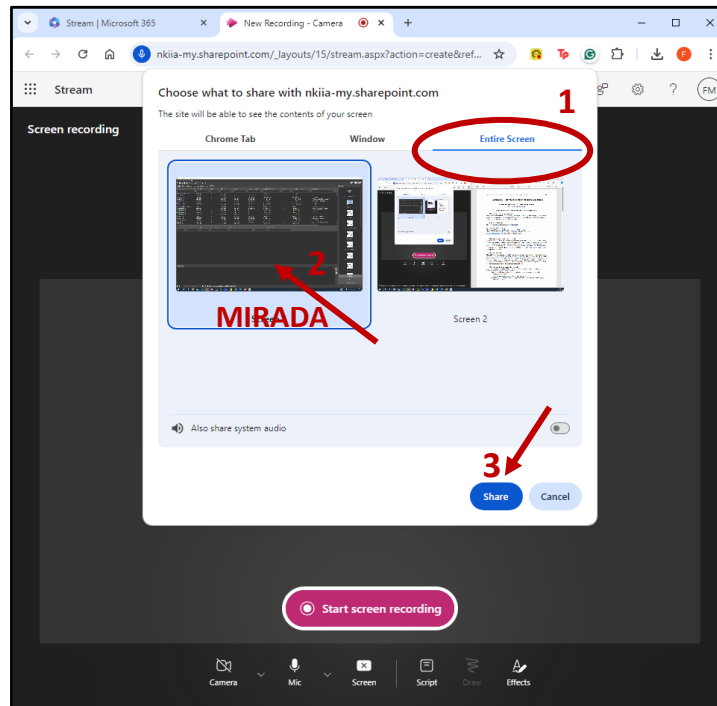 Stream | Microsoft 365
New Recording - Camera
nkiia-my.sharepoint.com/_layouts/15/stream.aspx?action=create&ref...
Stream
FM
Choose what to share with nkiia-my.sharepoint.com
The site will be able to see the contents of your screen
1
Chrome Tab
Window
Entire Screen
Screen recording
2
MIRADA
Screen 2
Also share system audio
3
Share
Cancel
Start screen recording
Camera
Mic
Screen
Script
Draw
Effects